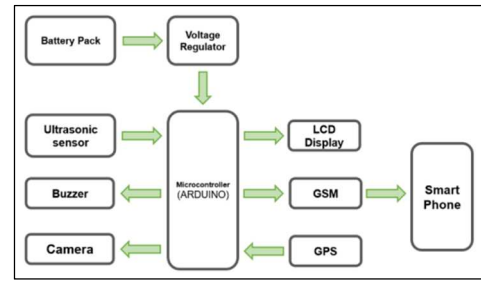 Battery Pack
Voltage
Regulator
Ultrasonic
sensor
Buzzer
Camera
Microcontroller
(ARDUINO)
LCD
Display
GSM
GPS
Smart
Phone